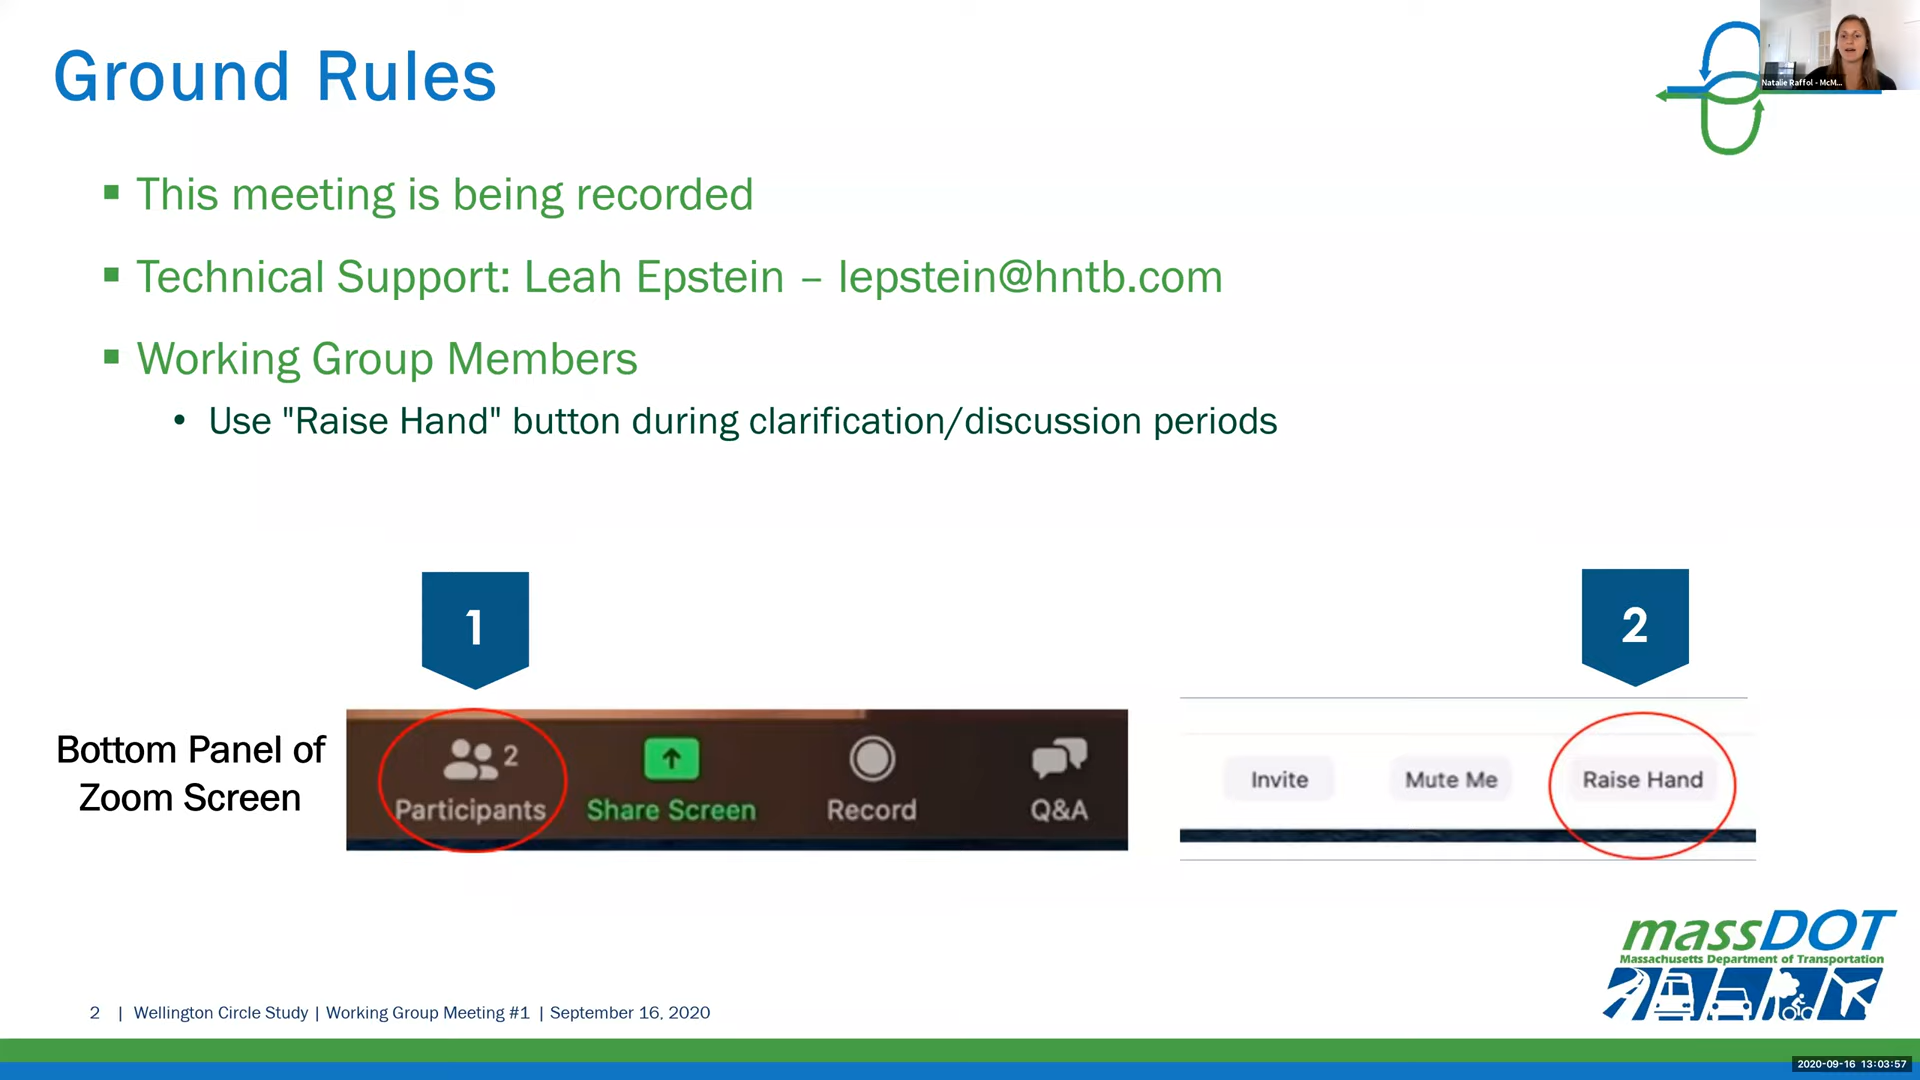 Ground Rules
Natalie Raffol - McM...
▪ This meeting is being recorded
▪ Technical Support: Leah Epstein – lepstein@hntb.com
▪ Working Group Members
• Use "Raise Hand" button during clarification/discussion periods
1
2
Bottom Panel of
Zoom Screen
2
Participants
Share Screen
Record
Q&A
Invite
Mute Me
Raise Hand
massDOT
Massachusetts Department of Transportation
2 | Wellington Circle Study | Working Group Meeting #1 | September 16, 2020
2020-09-16 13:03:57